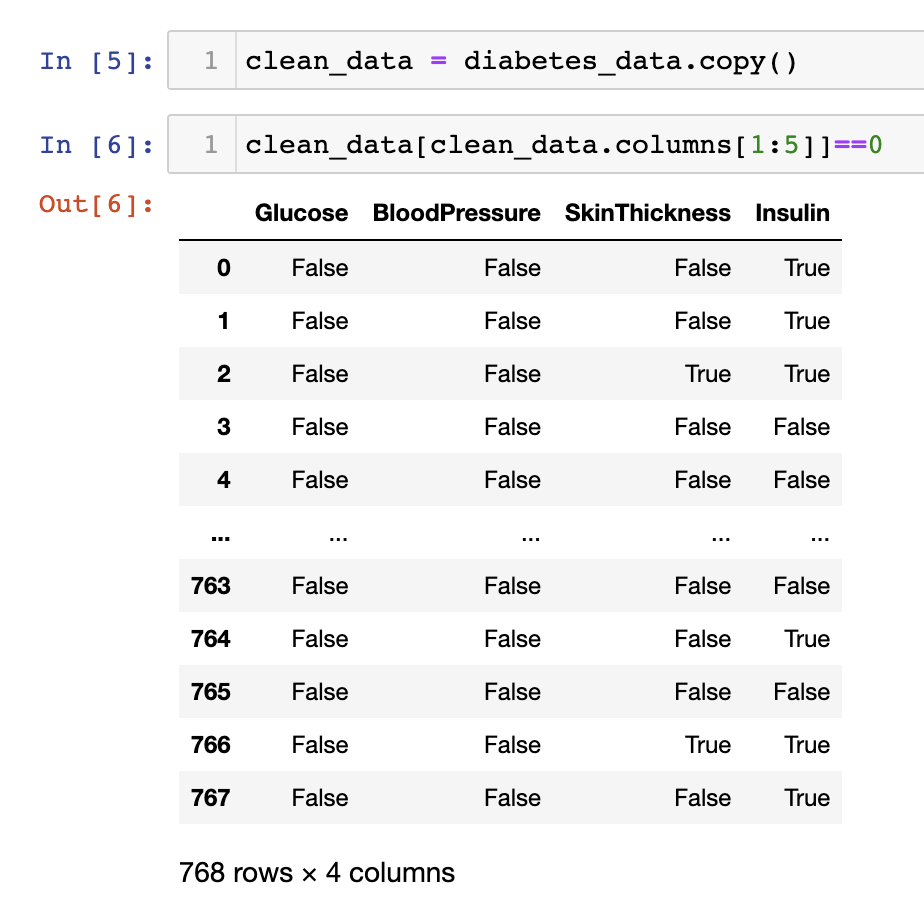 In [5]: 1 clean_data = diabetes_data.copy()
In [6]: 1 clean_data[clean_data.columns[1:5]]==0
Out[6]:
Glucose BloodPressure SkinThickness Insulin
0 False False False True
1 False False False True
2 False False True True
3 False False False False
4 False False False False
... ... ... ... ...
763 False False False False
764 False False False True
765 False False False False
766 False False True True
767 False False False True
768 rows × 4 columns